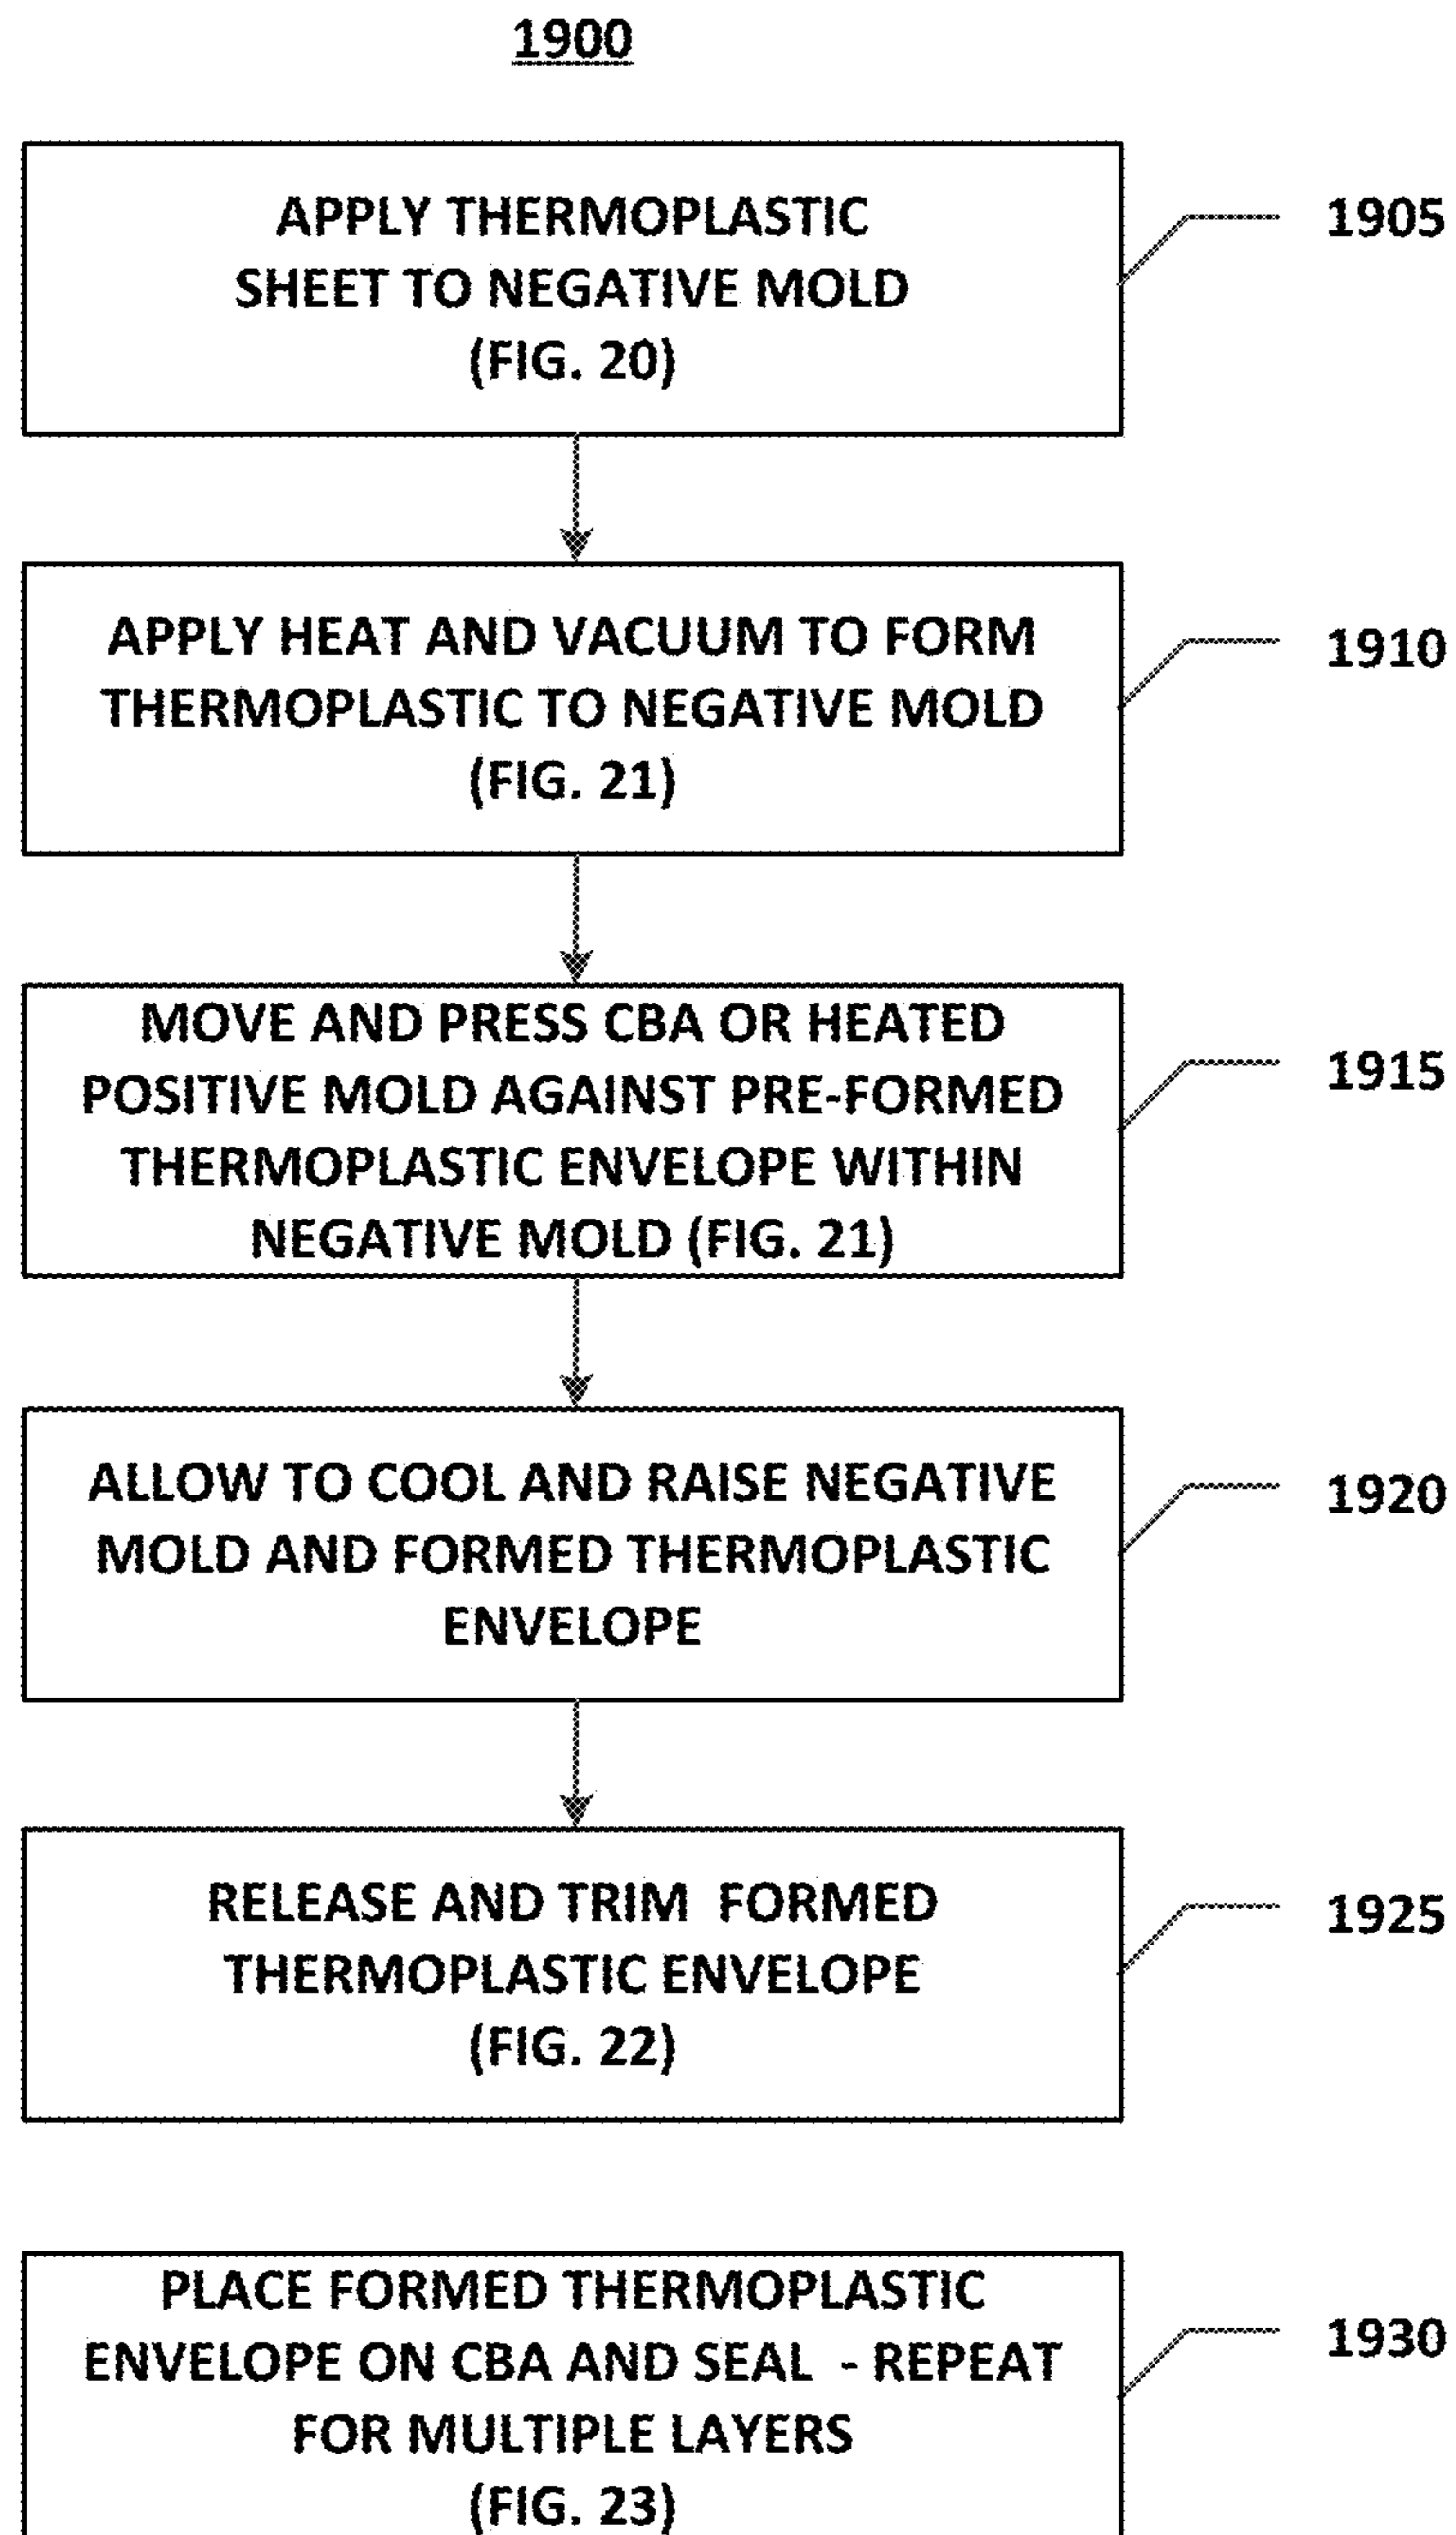 1900
APPLY THERMOPLASTIC
SHEET TO NEGATIVE MOLD
(FIG. 20)
1905
APPLY HEAT AND VACUUM TO FORM
THERMOPLASTIC TO NEGATIVE MOLD
(FIG. 21)
1910
MOVE AND PRESS CBA OR HEATED
POSITIVE MOLD AGAINST PRE-FORMED
THERMOPLASTIC ENVELOPE WITHIN
NEGATIVE MOLD (FIG. 21)
1915
ALLOW TO COOL AND RAISE NEGATIVE
MOLD AND FORMED THERMOPLASTIC
ENVELOPE
1920
RELEASE AND TRIM FORMED
THERMOPLASTIC ENVELOPE
(FIG. 22)
1925
PLACE FORMED THERMOPLASTIC
ENVELOPE ON CBA AND SEAL - REPEAT
FOR MULTIPLE LAYERS
(FIG. 23)
1930